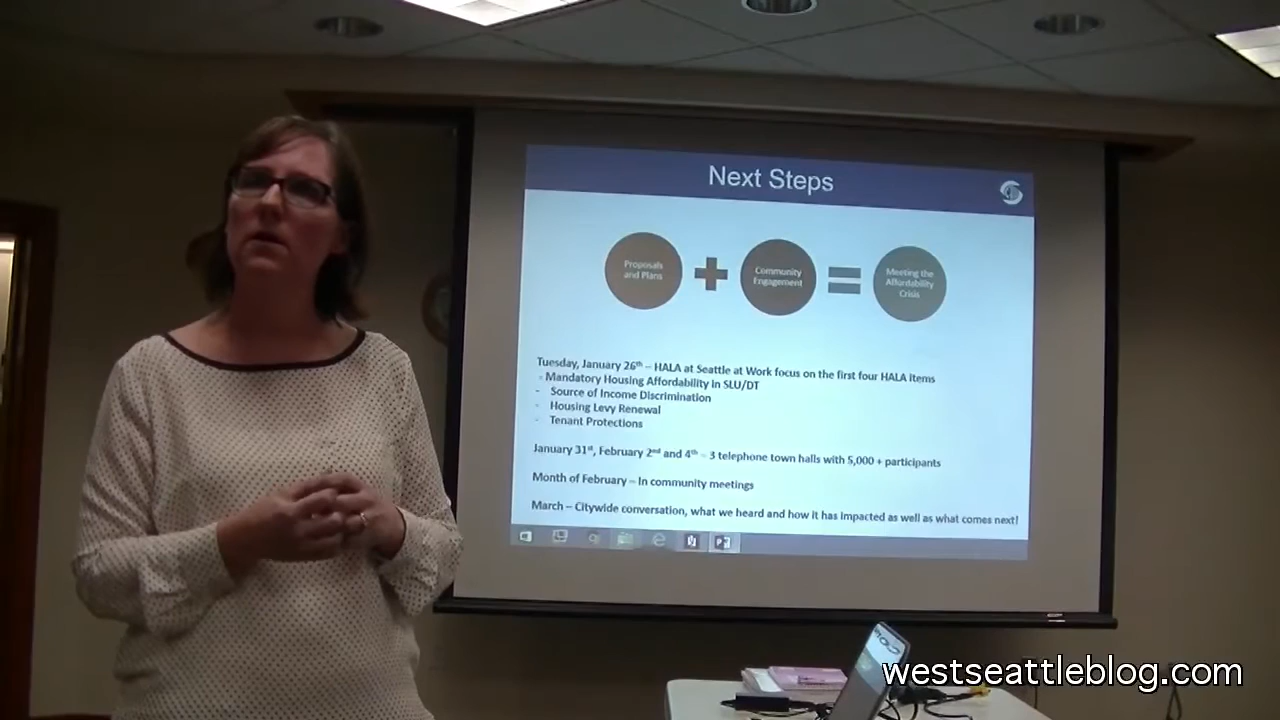 Next Steps
Proposals
and Plans
Community
Engagement
Meeting the
Affordability
Crisis
Tuesday, January 26th – HALA at Seattle at Work focus on the first four HALA items
- Mandatory Housing Affordability in SLU/DT
- Source of Income Discrimination
- Housing Levy Renewal
- Tenant Protections
January 31st, February 2nd and 4th – 3 telephone town halls with 5,000 + participants
Month of February – In community meetings
March – Citywide conversation, what we heard and how it has impacted as well as what comes next!
westseattleblog.com